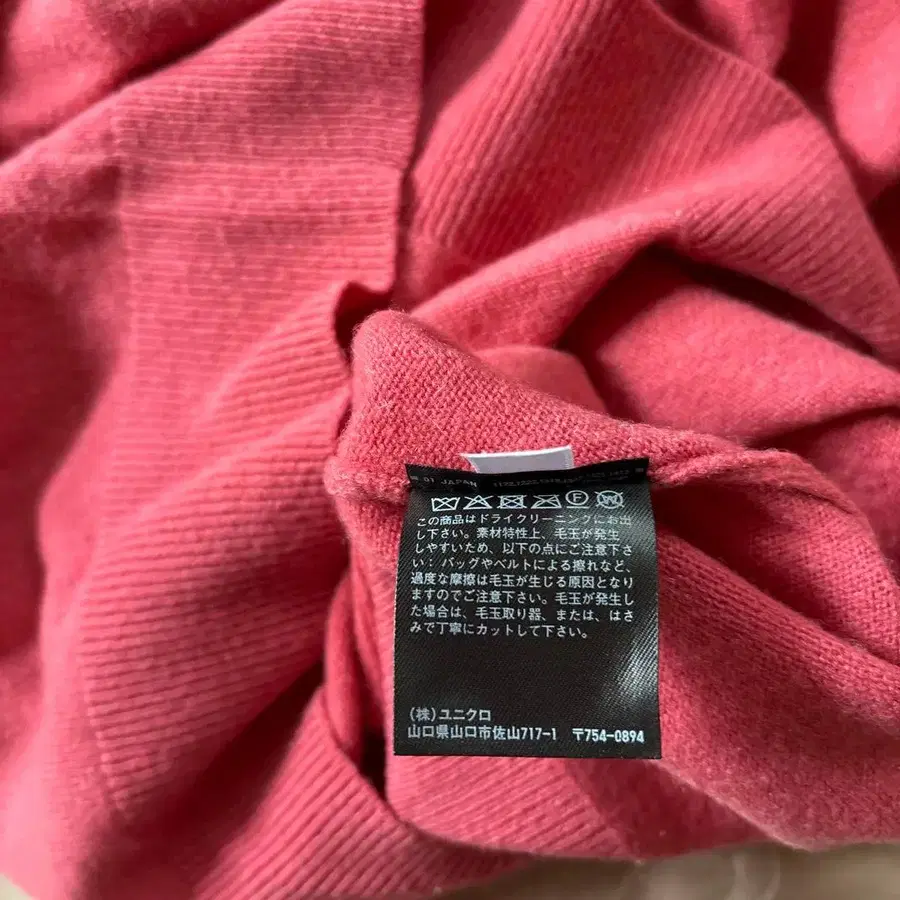 01 JAPAN
この商品はドライクリーニングにお出
し下さい。素材特性上、毛玉が発生
しやすいため、以下の点にご注意下さ
い：バッグやベルトによる擦れなど、
過度な摩擦は毛玉が生じる原因となり
ますのでご注意下さい。毛玉が発生し
た場合は、毛玉取り器、または、はさ
みで丁寧にカットして下さい。
(株)ユニクロ
山口県山口市佐山717-1 〒754-0894